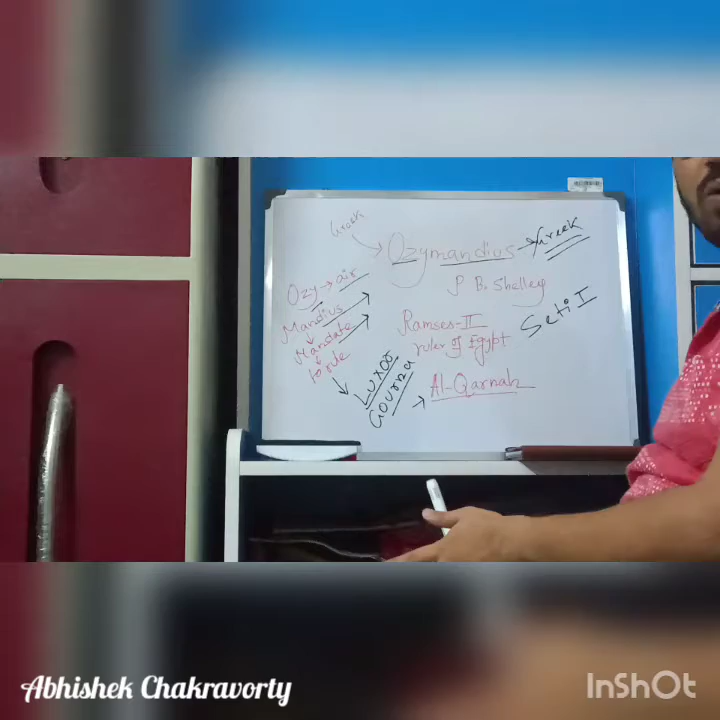 Greek
Ozymandius → Greek
P. B. Shelley
Ozy → air
Mandius
Mandate
to rule
Ramses-II
ruler of Egypt
Seti I
Luxor
Gourna
→ Al-Qarnah
Abhishek Chakravorty
InShOt